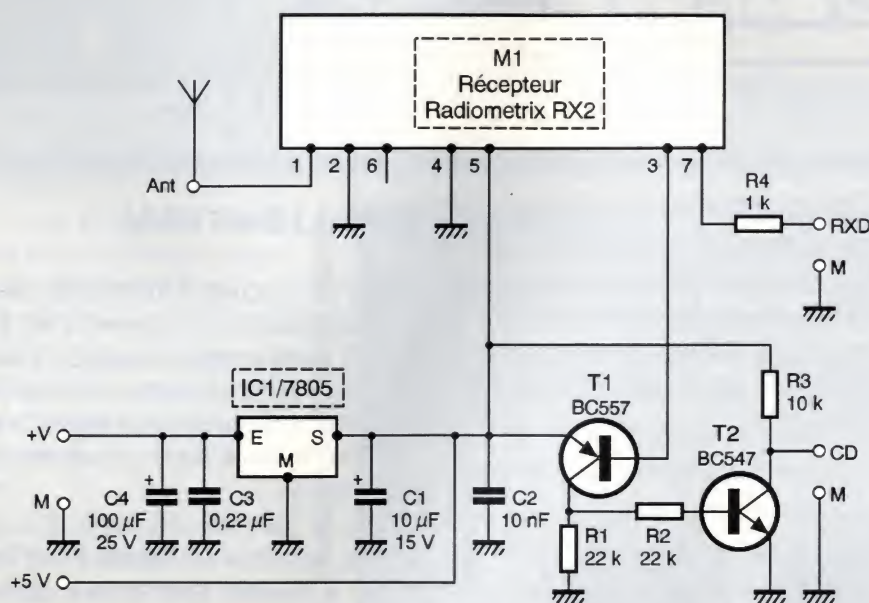 M1
Récepteur
Radiometrix RX2
1
2
6
4
5
3
7
Ant
R4
1 k
RXD
M
IC1/7805
T1
BC557
R3
10 k
+V
E
S
M
T2
BC547
CD
M
+
C4
100 µF
25 V
C3
0,22 µF
+
C1
10 µF
15 V
C2
10 nF
R1
22 k
R2
22 k
M
+5 V